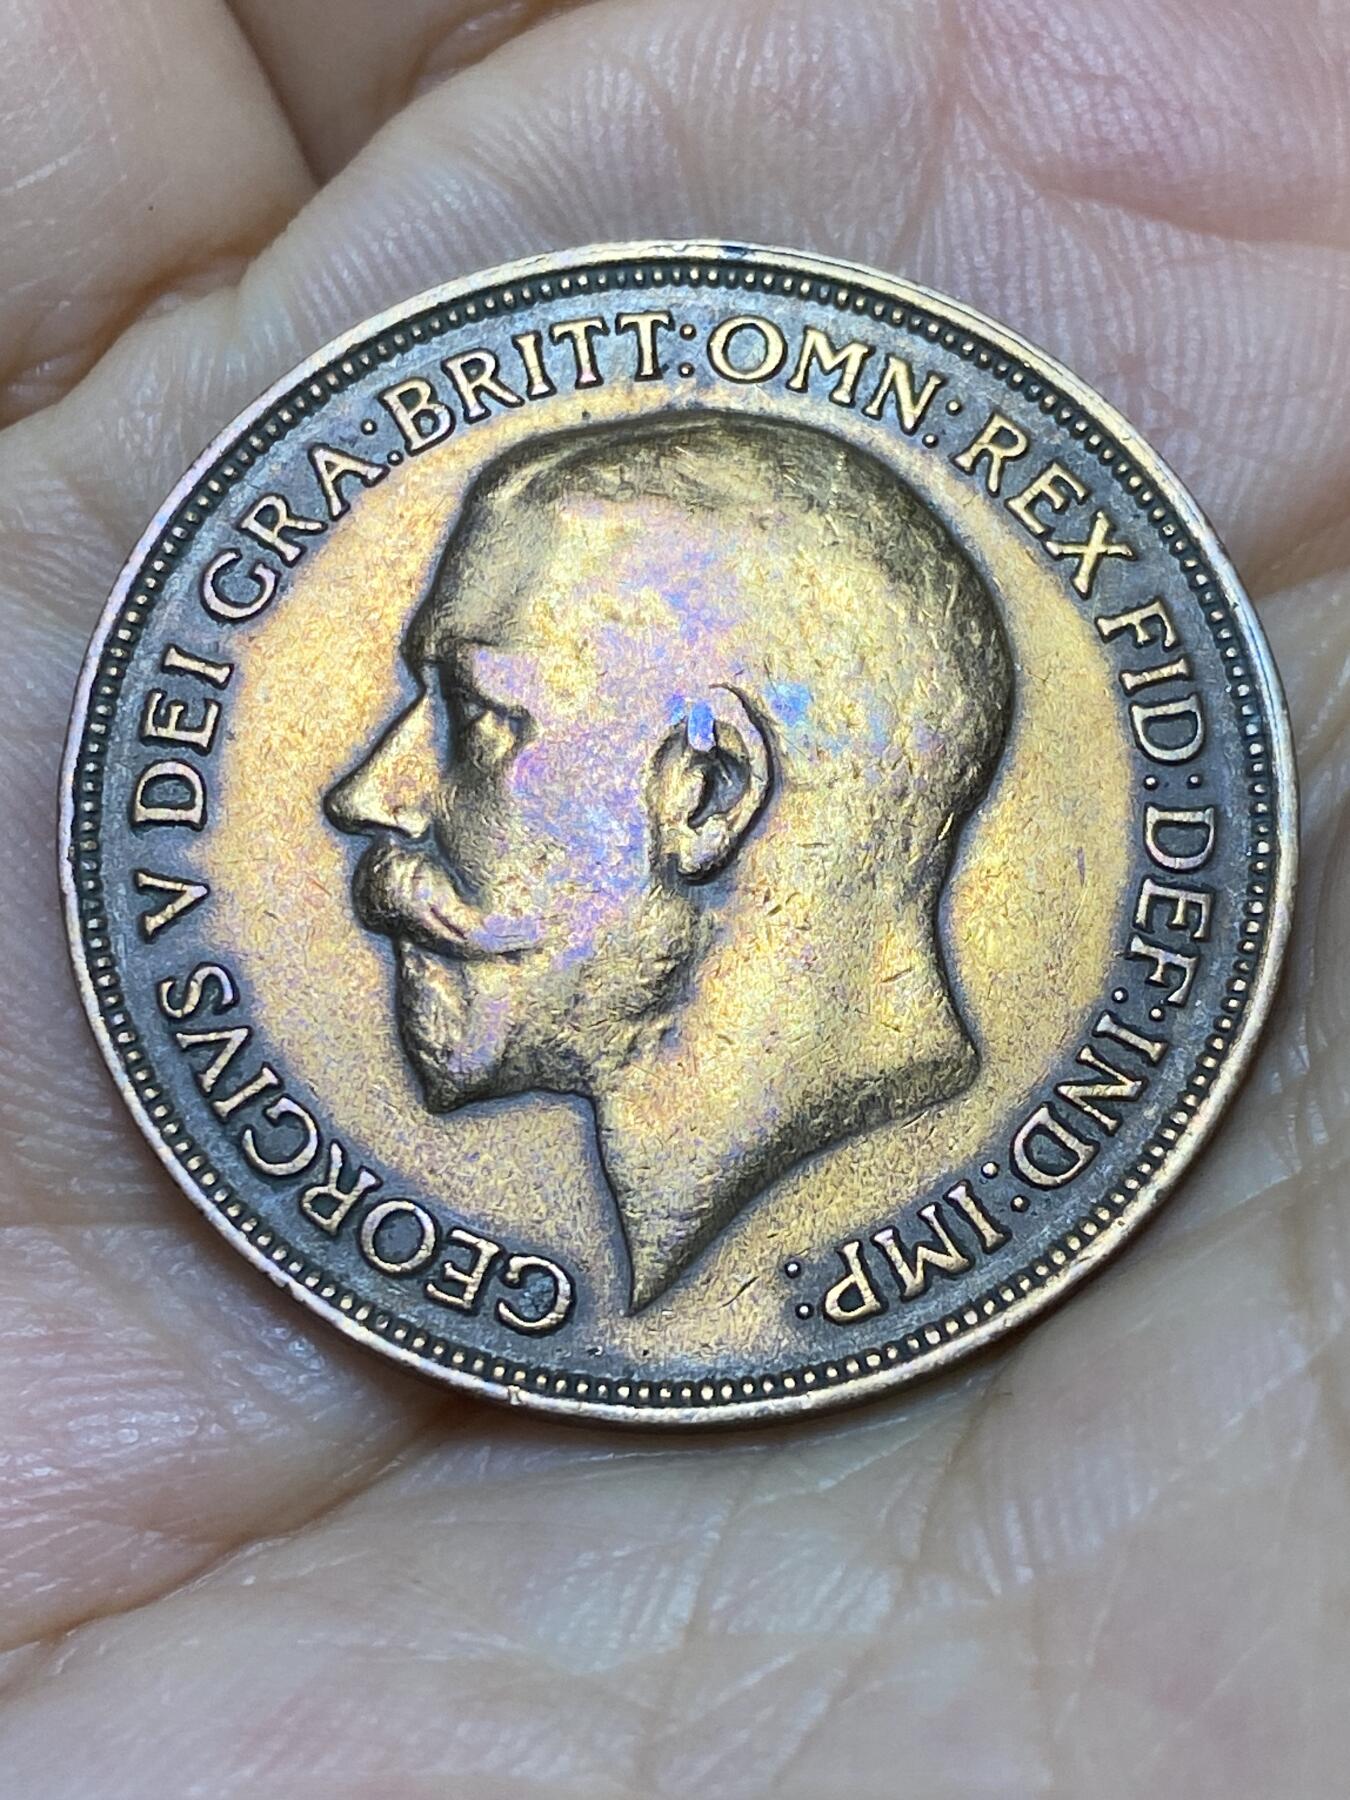 GEORGIVS V DEI GRA:BRITT:OMN:REX FID:DEF:IND:IMP: